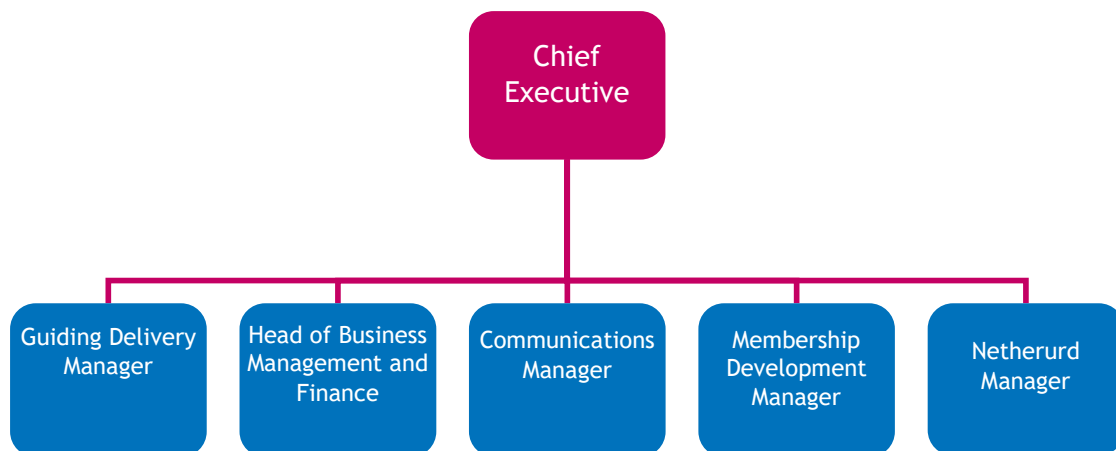 Chief
Executive
Guiding Delivery
Manager
Head of Business
Management and
Finance
Communications
Manager
Membership
Development
Manager
Netherurd
Manager